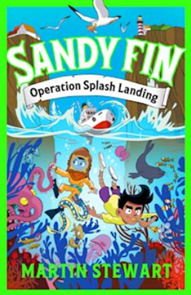 SANDY FIN
Operation Splash Landing
MARTIN STEWART